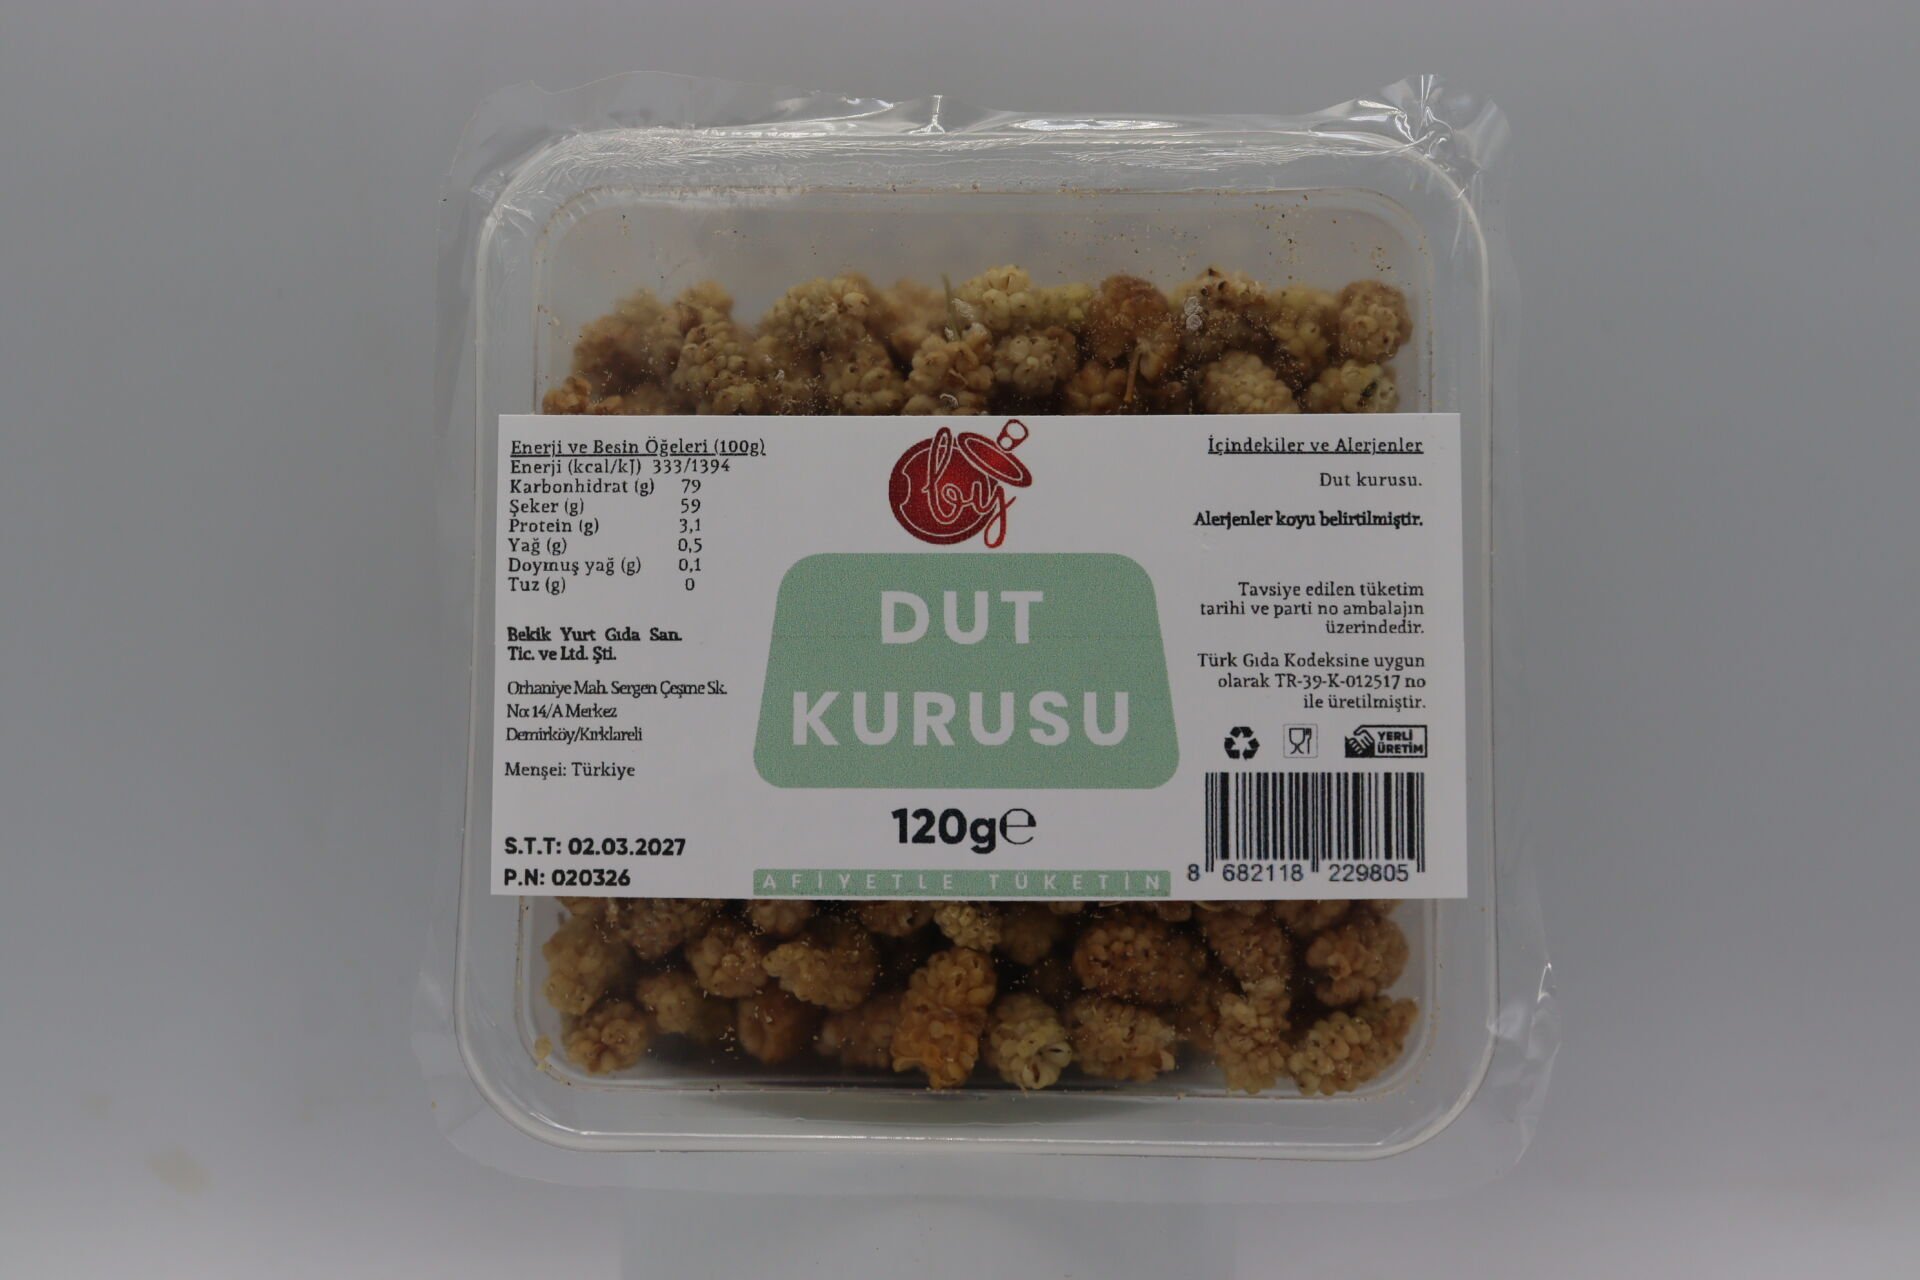 Enerji ve Besin Öğeleri (100g)
Enerji (kcal/kJ) 333/1394
Karbonhidrat (g) 79
Şeker (g) 59
Protein (g) 3,1
Yağ (g) 0,5
Doymuş yağ (g) 0,1
Tuz (g) 0
Bekik Yurt Gıda San.
Tic. ve Ltd. Şti.
Orhaniye Mah. Sergen Çeşme Sk.
No: 14/A Merkez
Demirköy/Kırklareli
Menşei: Türkiye
S.T.T: 02.03.2027
P.N: 020326
by
DUT
KURUSU
120g℮
AFİYETLE TÜKETİN
İçindekiler ve Alerjenler
Dut kurusu.
Alerjenler koyu belirtilmiştir.
Tavsiye edilen tüketim
tarihi ve parti no ambalajın
üzerindedir.
Türk Gıda Kodeksine uygun
olarak TR-39-K-012517 no
ile üretilmiştir.
YERLİ
ÜRETİM
8 682118 229805